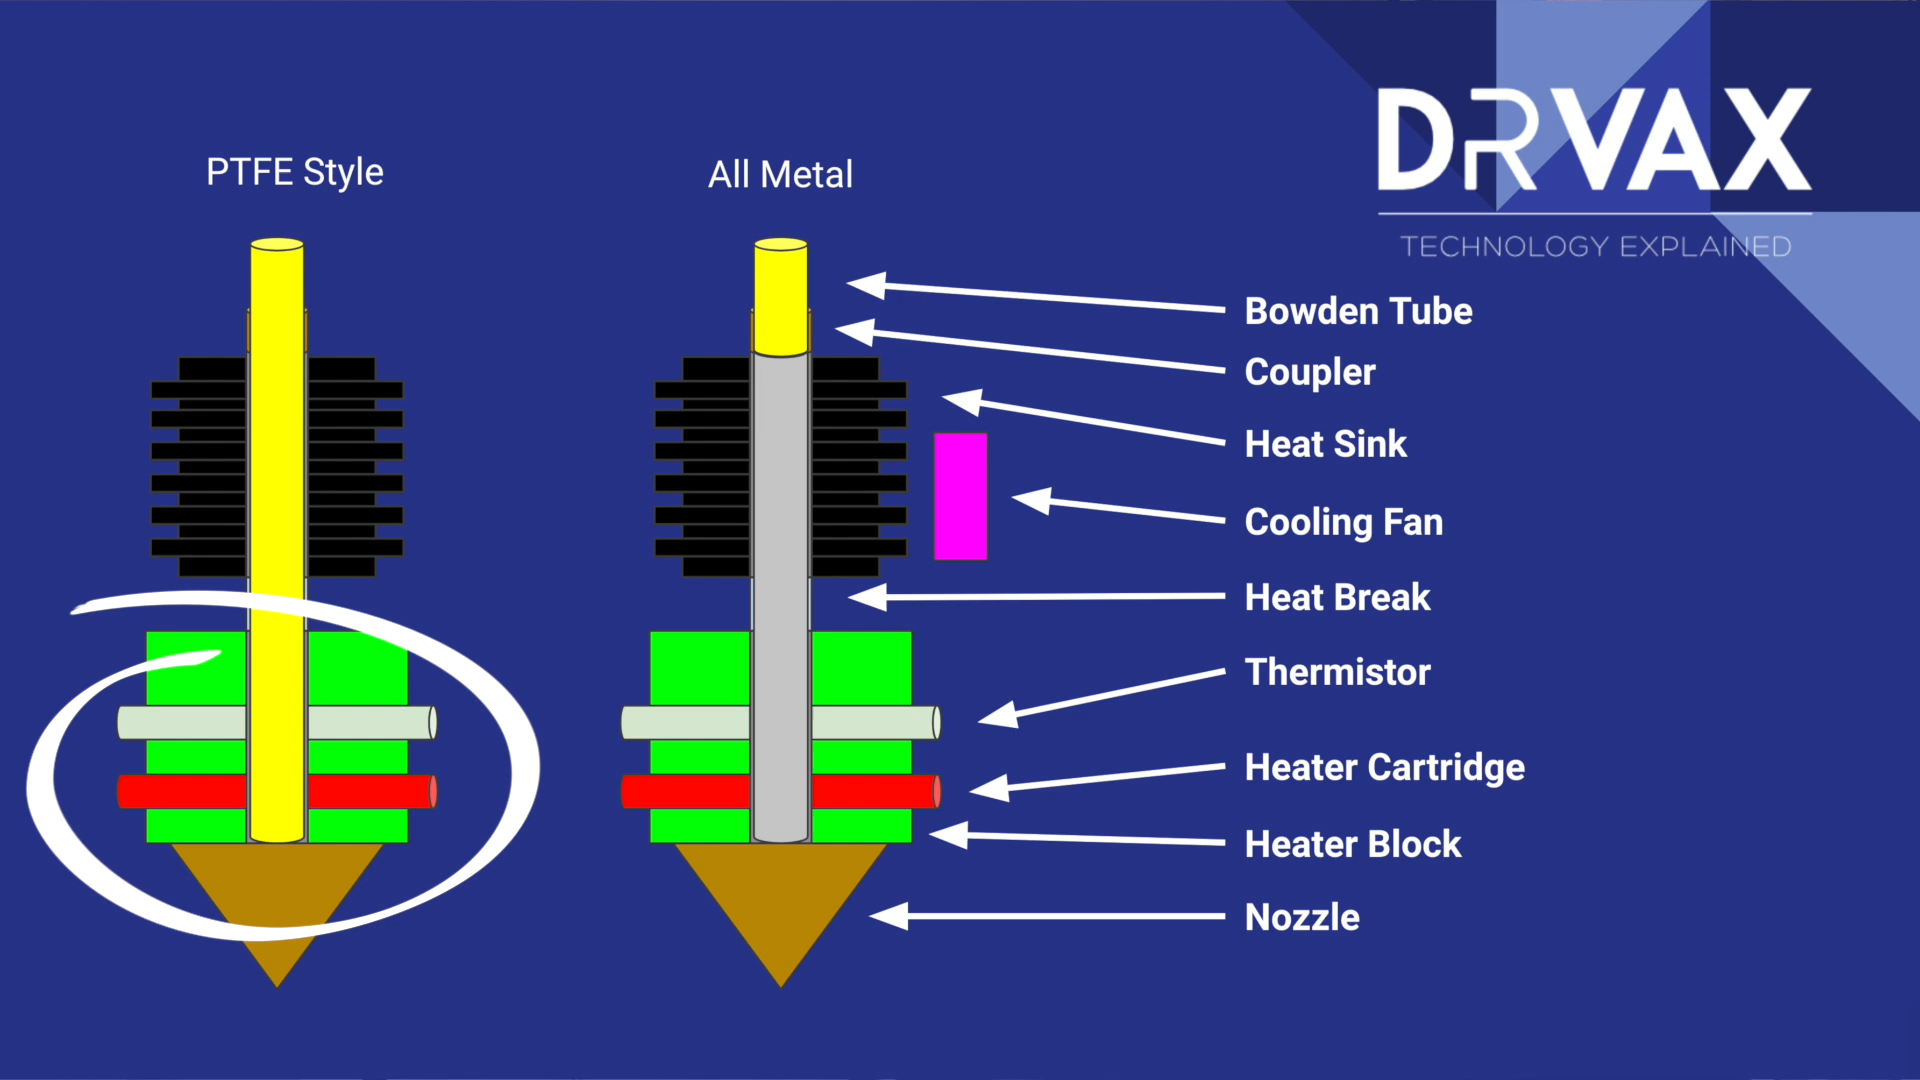 DRVAX
TECHNOLOGY EXPLAINED
PTFE Style
All Metal
Bowden Tube
Coupler
Heat Sink
Cooling Fan
Heat Break
Thermistor
Heater Cartridge
Heater Block
Nozzle